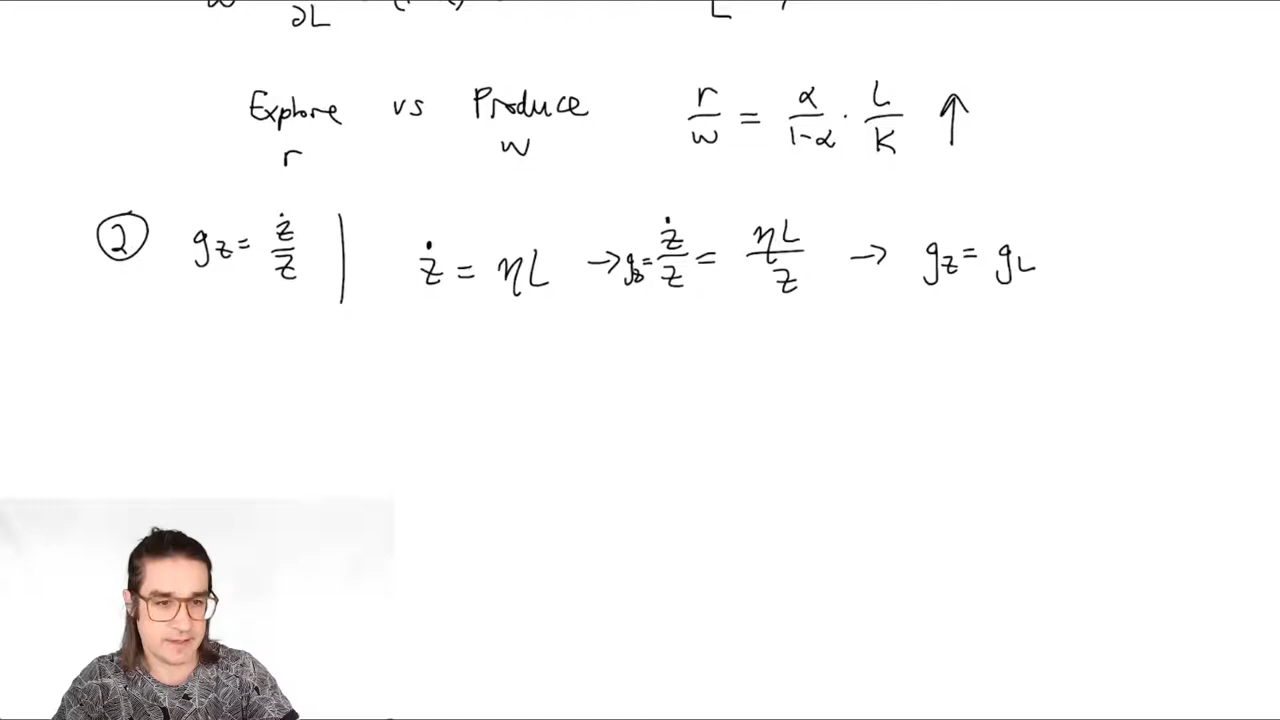 ∂L L
Explore vs Produce r/w = α/(1-α) · L/K ↑
r w
② g_z = ż/z | ż = ηL → g_z = ż/z = ηL/z → g_z = g_L